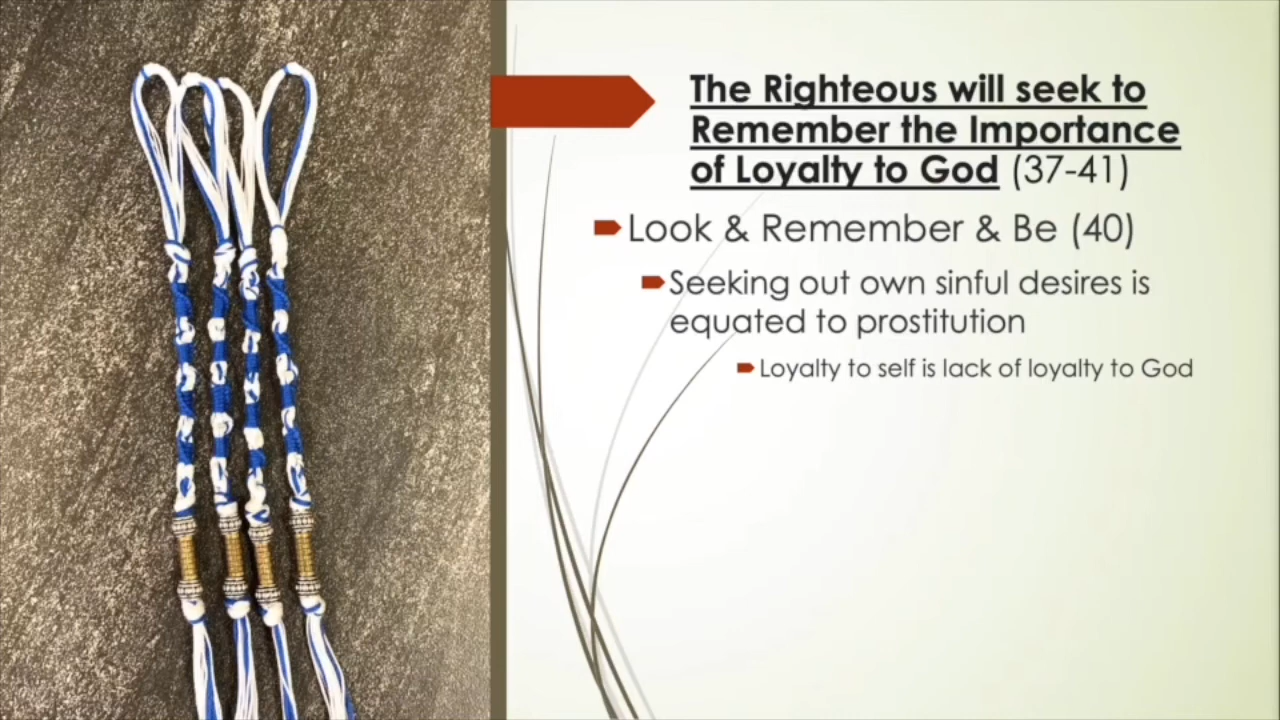 The Righteous will seek to
Remember the Importance
of Loyalty to God (37-41)
Look & Remember & Be (40)
Seeking out own sinful desires is
equated to prostitution
Loyalty to self is lack of loyalty to God